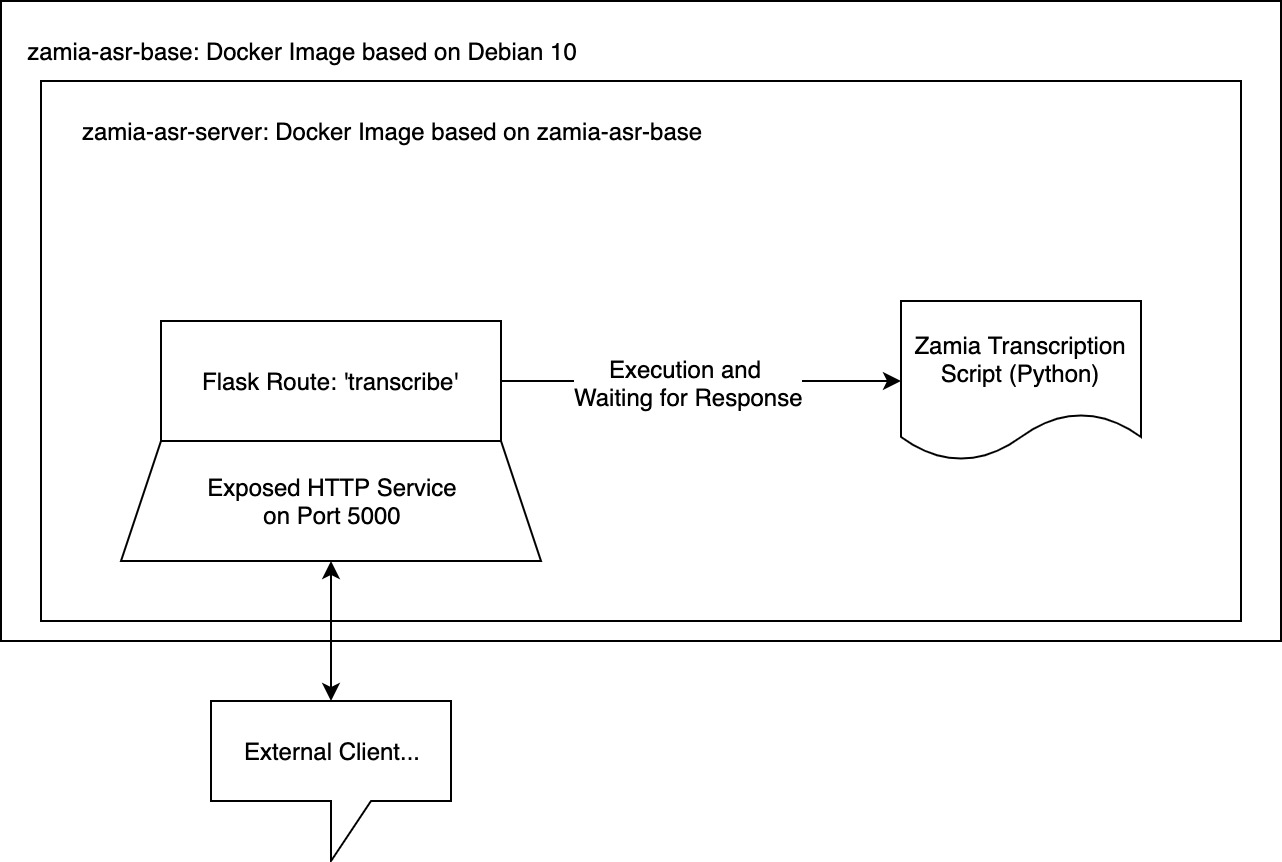 zamia-asr-base: Docker Image based on Debian 10
zamia-asr-server: Docker Image based on zamia-asr-base
Flask Route: 'transcribe'
Execution and
Waiting for Response
Zamia Transcription
Script (Python)
Exposed HTTP Service
on Port 5000
External Client...